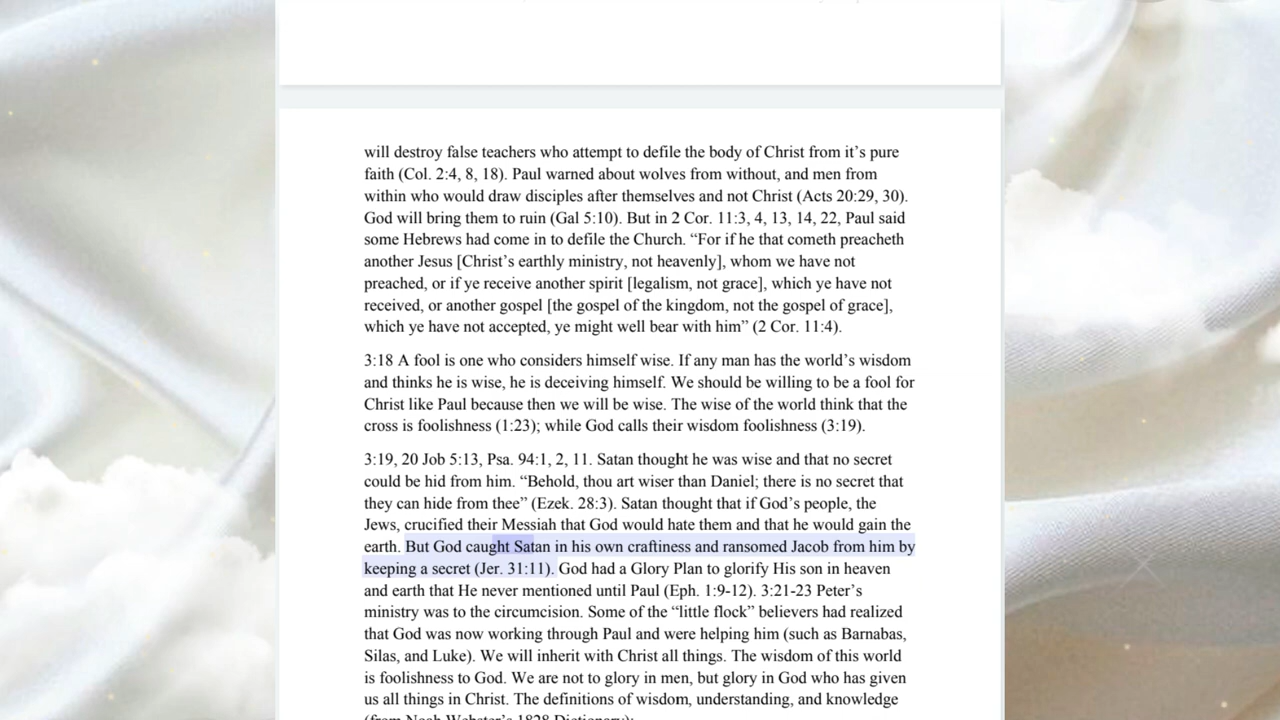 will destroy false teachers who attempt to defile the body of Christ from it’s pure
faith (Col. 2:4, 8, 18). Paul warned about wolves from without, and men from
within who would draw disciples after themselves and not Christ (Acts 20:29, 30).
God will bring them to ruin (Gal 5:10). But in 2 Cor. 11:3, 4, 13, 14, 22, Paul said
some Hebrews had come in to defile the Church. “For if he that cometh preacheth
another Jesus [Christ’s earthly ministry, not heavenly], whom we have not
preached, or if ye receive another spirit [legalism, not grace], which ye have not
received, or another gospel [the gospel of the kingdom, not the gospel of grace],
which ye have not accepted, ye might well bear with him” (2 Cor. 11:4).
3:18 A fool is one who considers himself wise. If any man has the world’s wisdom
and thinks he is wise, he is deceiving himself. We should be willing to be a fool for
Christ like Paul because then we will be wise. The wise of the world think that the
cross is foolishness (1:23); while God calls their wisdom foolishness (3:19).
3:19, 20 Job 5:13, Psa. 94:1, 2, 11. Satan thought he was wise and that no secret
could be hid from him. “Behold, thou art wiser than Daniel; there is no secret that
they can hide from thee” (Ezek. 28:3). Satan thought that if God’s people, the
Jews, crucified their Messiah that God would hate them and that he would gain the
earth. But God caught Satan in his own craftiness and ransomed Jacob from him by
keeping a secret (Jer. 31:11). God had a Glory Plan to glorify His son in heaven
and earth that He never mentioned until Paul (Eph. 1:9-12). 3:21-23 Peter’s
ministry was to the circumcision. Some of the “little flock” believers had realized
that God was now working through Paul and were helping him (such as Barnabas,
Silas, and Luke). We will inherit with Christ all things. The wisdom of this world
is foolishness to God. We are not to glory in men, but glory in God who has given
us all things in Christ. The definitions of wisdom, understanding, and knowledge
(from Noah Webster’s 1828 Dictionary):